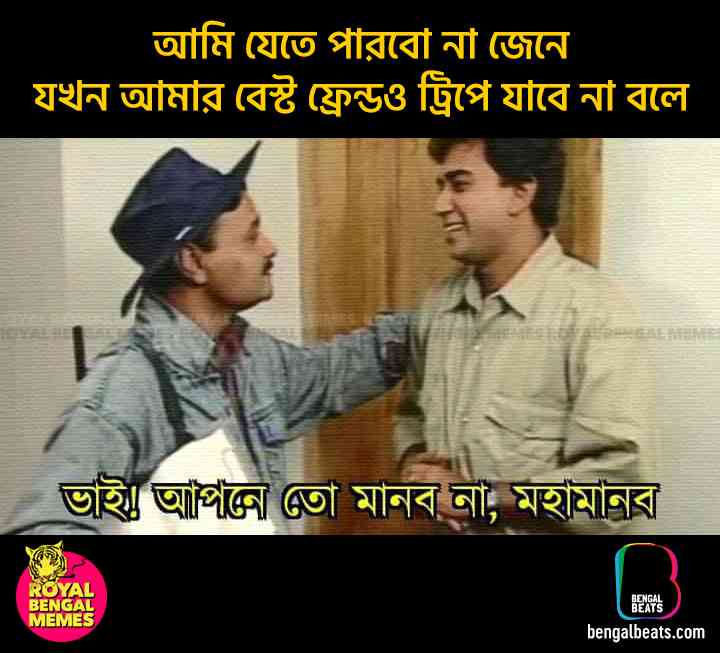 আমি যেতে পারবো না জেনে
যখন আমার বেস্ট ফ্রেন্ডও ট্রিপে যাবে না বলে
ভাই! আপনে তো মানব না, মহামানব
ROYAL
BENGAL
MEMES
BENGAL
BEATS
bengalbeats.com